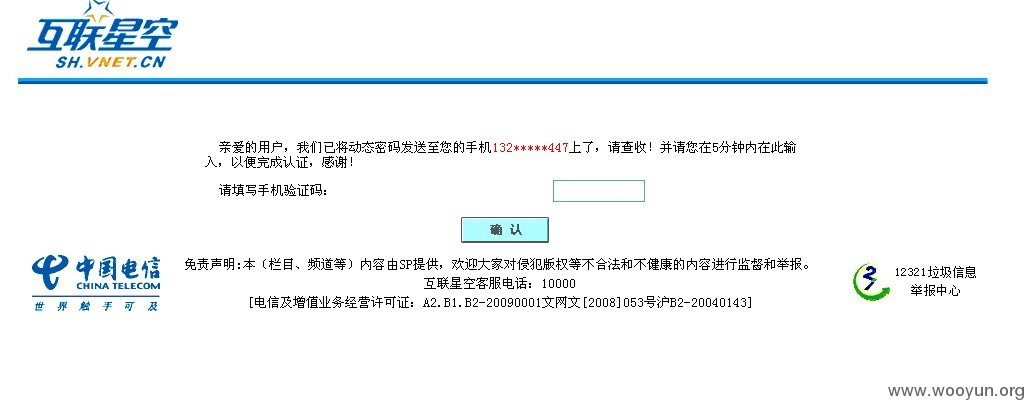 互联星空
SH.VNET.CN
亲爱的用户，我们已将动态密码发送至您的手机132*****447上了，请查收！并请您在5分钟内在此输
入，以便完成认证，感谢！
请填写手机验证码：
确 认
中国电信
CHINA TELECOM
世界触手可及
免责声明:本（栏目、频道等）内容由SP提供，欢迎大家对侵犯版权等不合法和不健康的内容进行监督和举报。
互联星空客服电话：10000
[电信及增值业务经营许可证：A2.B1.B2-20090001文网文[2008]053号沪B2-20040143]
12321垃圾信息
举报中心
www.wooyun.org